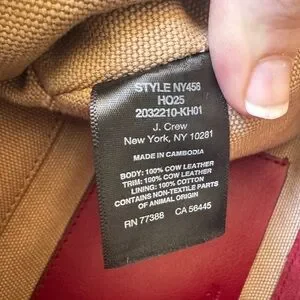 STYLE NY458
HO25
2032210-KH01
J. Crew
New York, NY 10281
MADE IN CAMBODIA
BODY: 100% COW LEATHER
TRIM: 100% COW LEATHER
LINING: 100% COTTON
CONTAINS NON-TEXTILE PARTS
OF ANIMAL ORIGIN
RN 77388 CA 56445